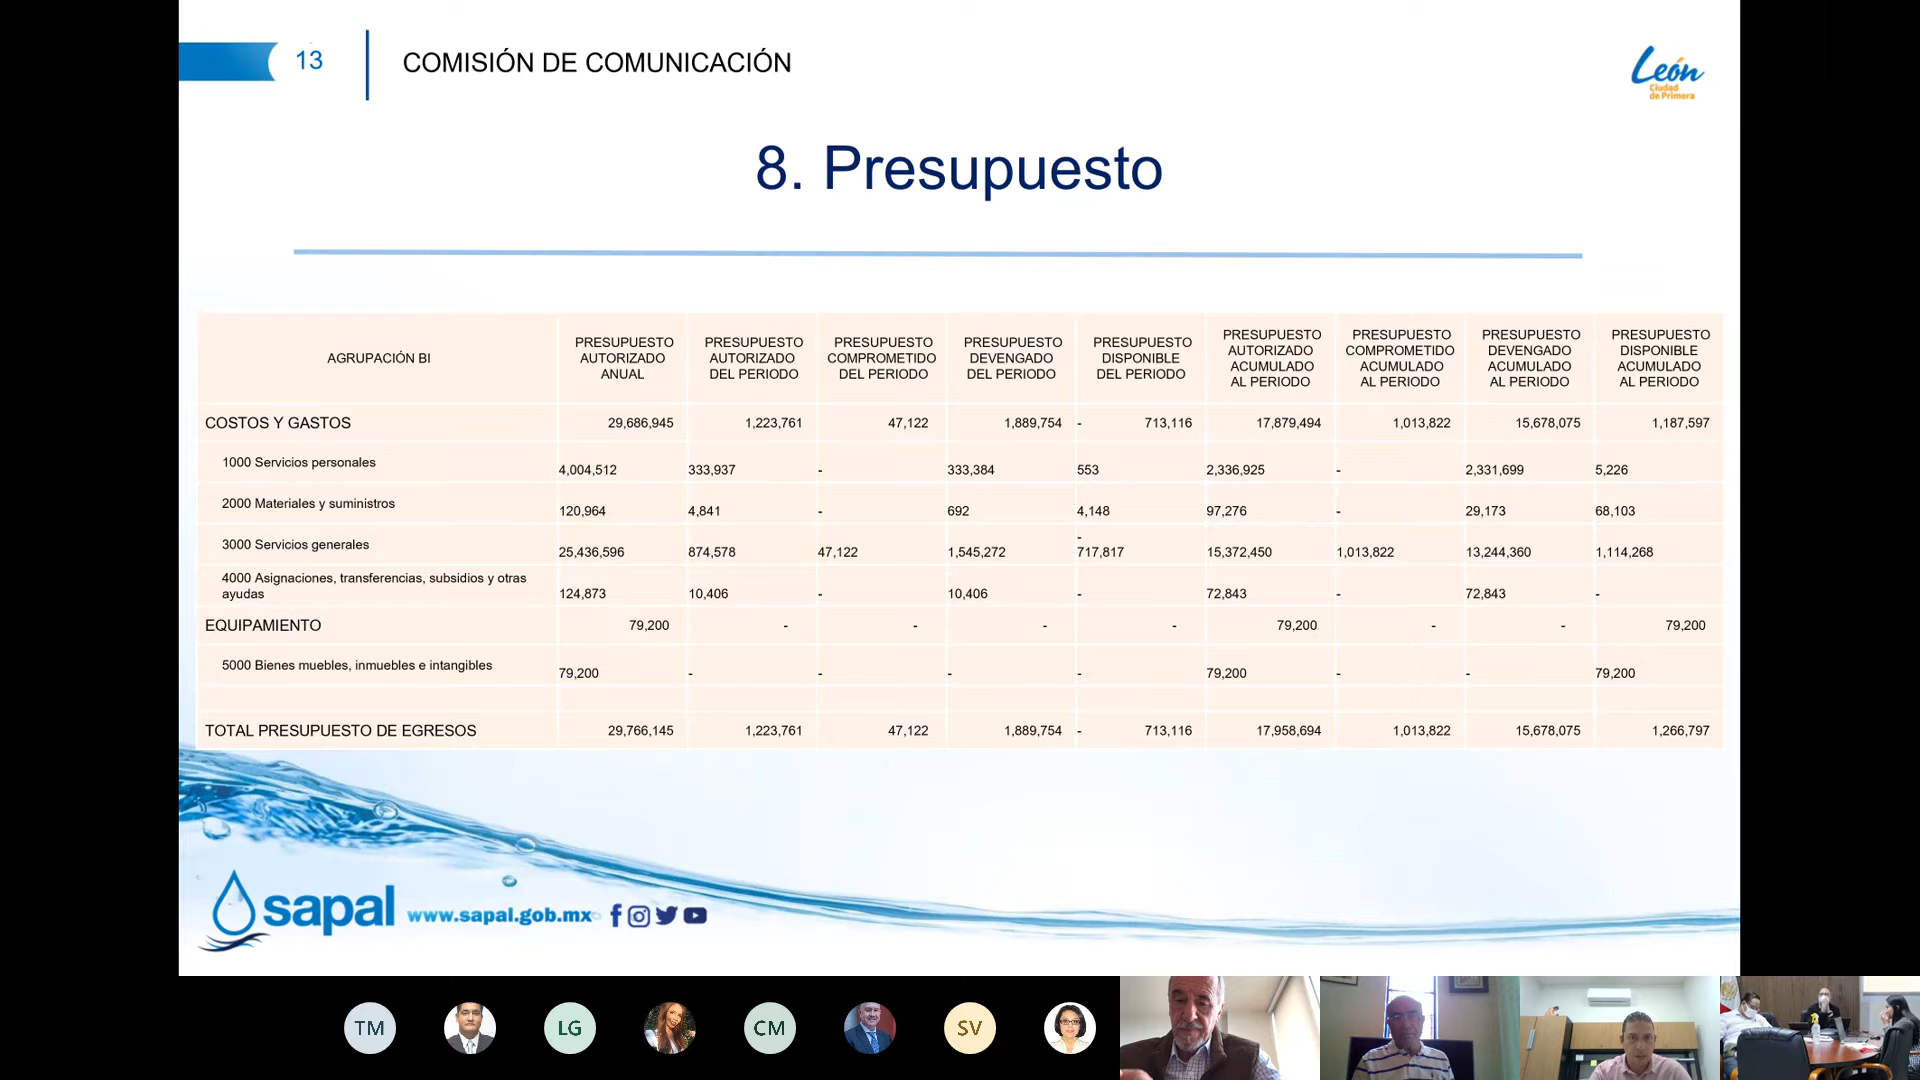 13
COMISIÓN DE COMUNICACIÓN
León
Ciudad
de Primera
8. Presupuesto
AGRUPACIÓN BI
PRESUPUESTO AUTORIZADO ANUAL
PRESUPUESTO AUTORIZADO DEL PERIODO
PRESUPUESTO COMPROMETIDO DEL PERIODO
PRESUPUESTO DEVENGADO DEL PERIODO
PRESUPUESTO DISPONIBLE DEL PERIODO
PRESUPUESTO AUTORIZADO ACUMULADO AL PERIODO
PRESUPUESTO COMPROMETIDO ACUMULADO AL PERIODO
PRESUPUESTO DEVENGADO ACUMULADO AL PERIODO
PRESUPUESTO DISPONIBLE ACUMULADO AL PERIODO
COSTOS Y GASTOS 29,686,945 1,223,761 47,122 1,889,754 - 713,116 17,879,494 1,013,822 15,678,075 1,187,597
1000 Servicios personales 4,004,512 333,937 - 333,384 553 2,336,925 - 2,331,699 5,226
2000 Materiales y suministros 120,964 4,841 - 692 4,148 97,276 - 29,173 68,103
3000 Servicios generales 25,436,596 874,578 47,122 1,545,272 - 717,817 15,372,450 1,013,822 13,244,360 1,114,268
4000 Asignaciones, transferencias, subsidios y otras
ayudas 124,873 10,406 - 10,406 - 72,843 - 72,843 -
EQUIPAMIENTO 79,200 - - - - 79,200 - - 79,200
5000 Bienes muebles, inmuebles e intangibles 79,200 - - - - 79,200 - - 79,200
TOTAL PRESUPUESTO DE EGRESOS 29,766,145 1,223,761 47,122 1,889,754 - 713,116 17,958,694 1,013,822 15,678,075 1,266,797
sapal www.sapal.gob.mx
TM LG CM SV